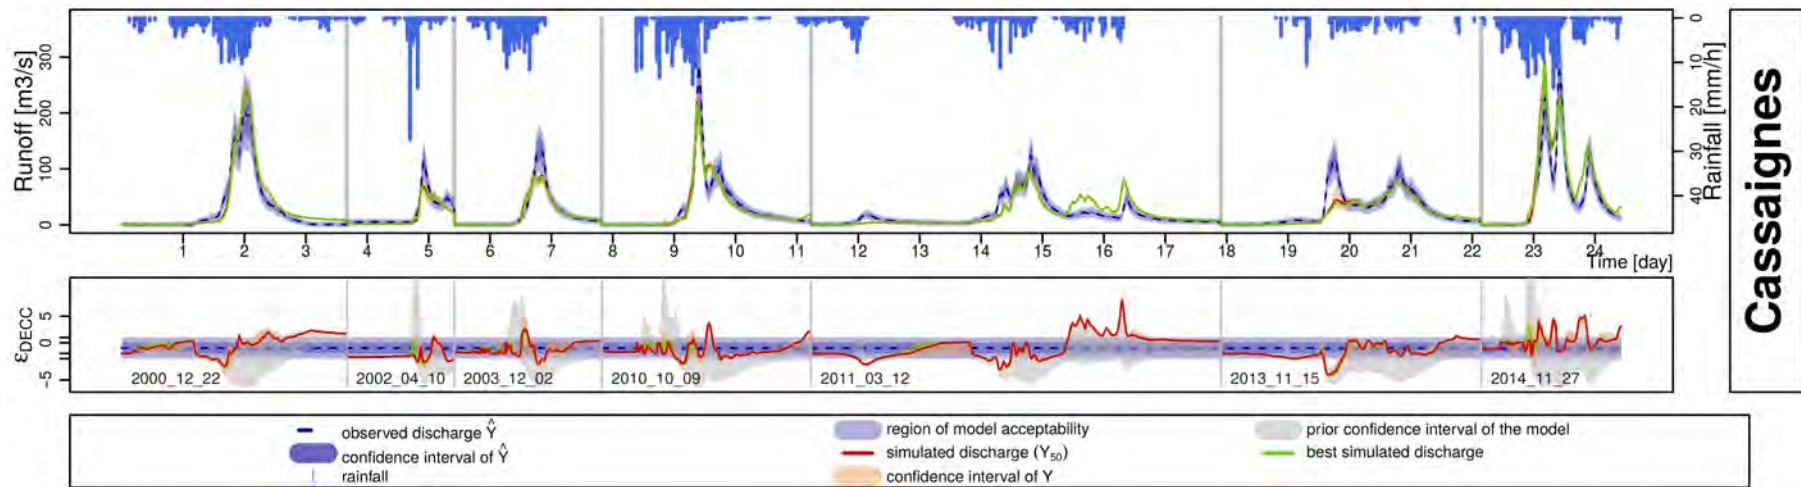 Runoff [m3/s]
0 100 200 300
1 2 3 4 5 6 7 8 9 10 11 12 13 14 15 16 17 18 19 20 21 22 23 24
Time [day]
Rainfall [mm/h]
0 10 20 30 40
Cassaignes
εDECC
5
0
-5
2000_12_22 2002_04_10 2003_12_02 2010_10_09 2011_03_12 2013_11_15 2014_11_27
observed discharge Ŷ
confidence interval of Ŷ
rainfall
region of model acceptability
simulated discharge (Y50)
confidence interval of Y
prior confidence interval of the model
best simulated discharge